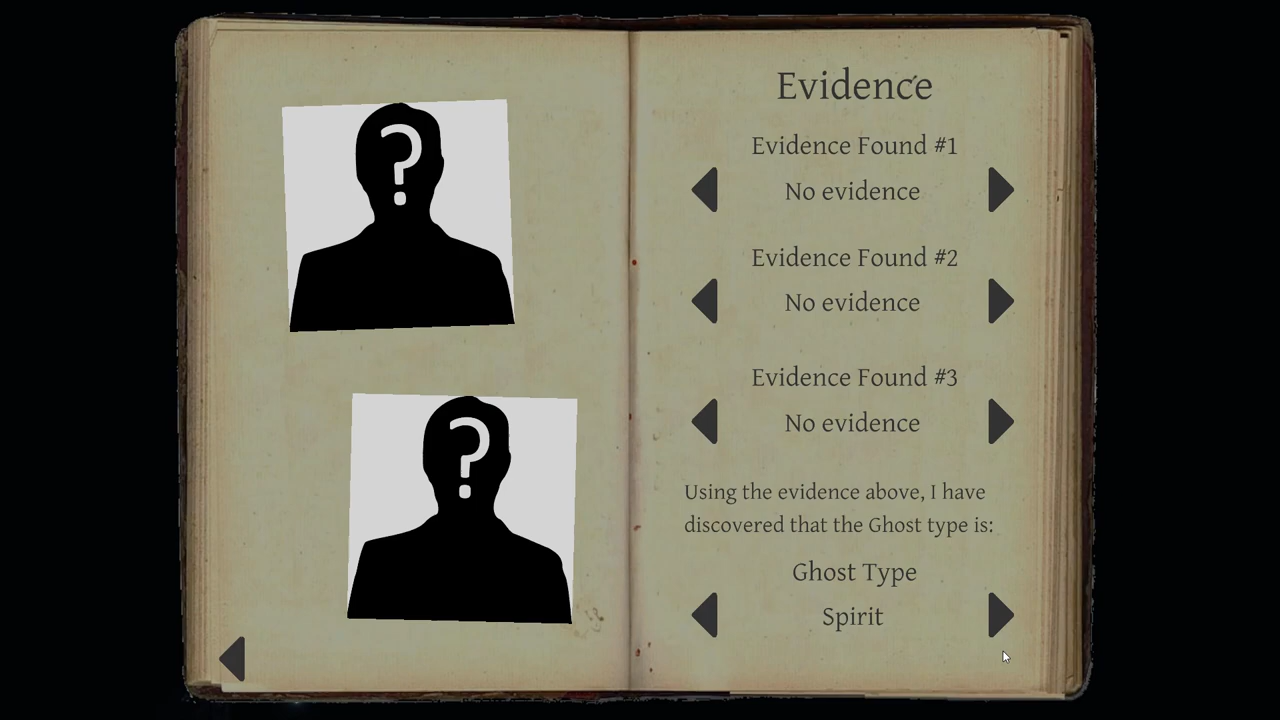 ?
?
Evidence
Evidence Found #1
No evidence
Evidence Found #2
No evidence
Evidence Found #3
No evidence
Using the evidence above, I have
discovered that the Ghost type is:
Ghost Type
Spirit